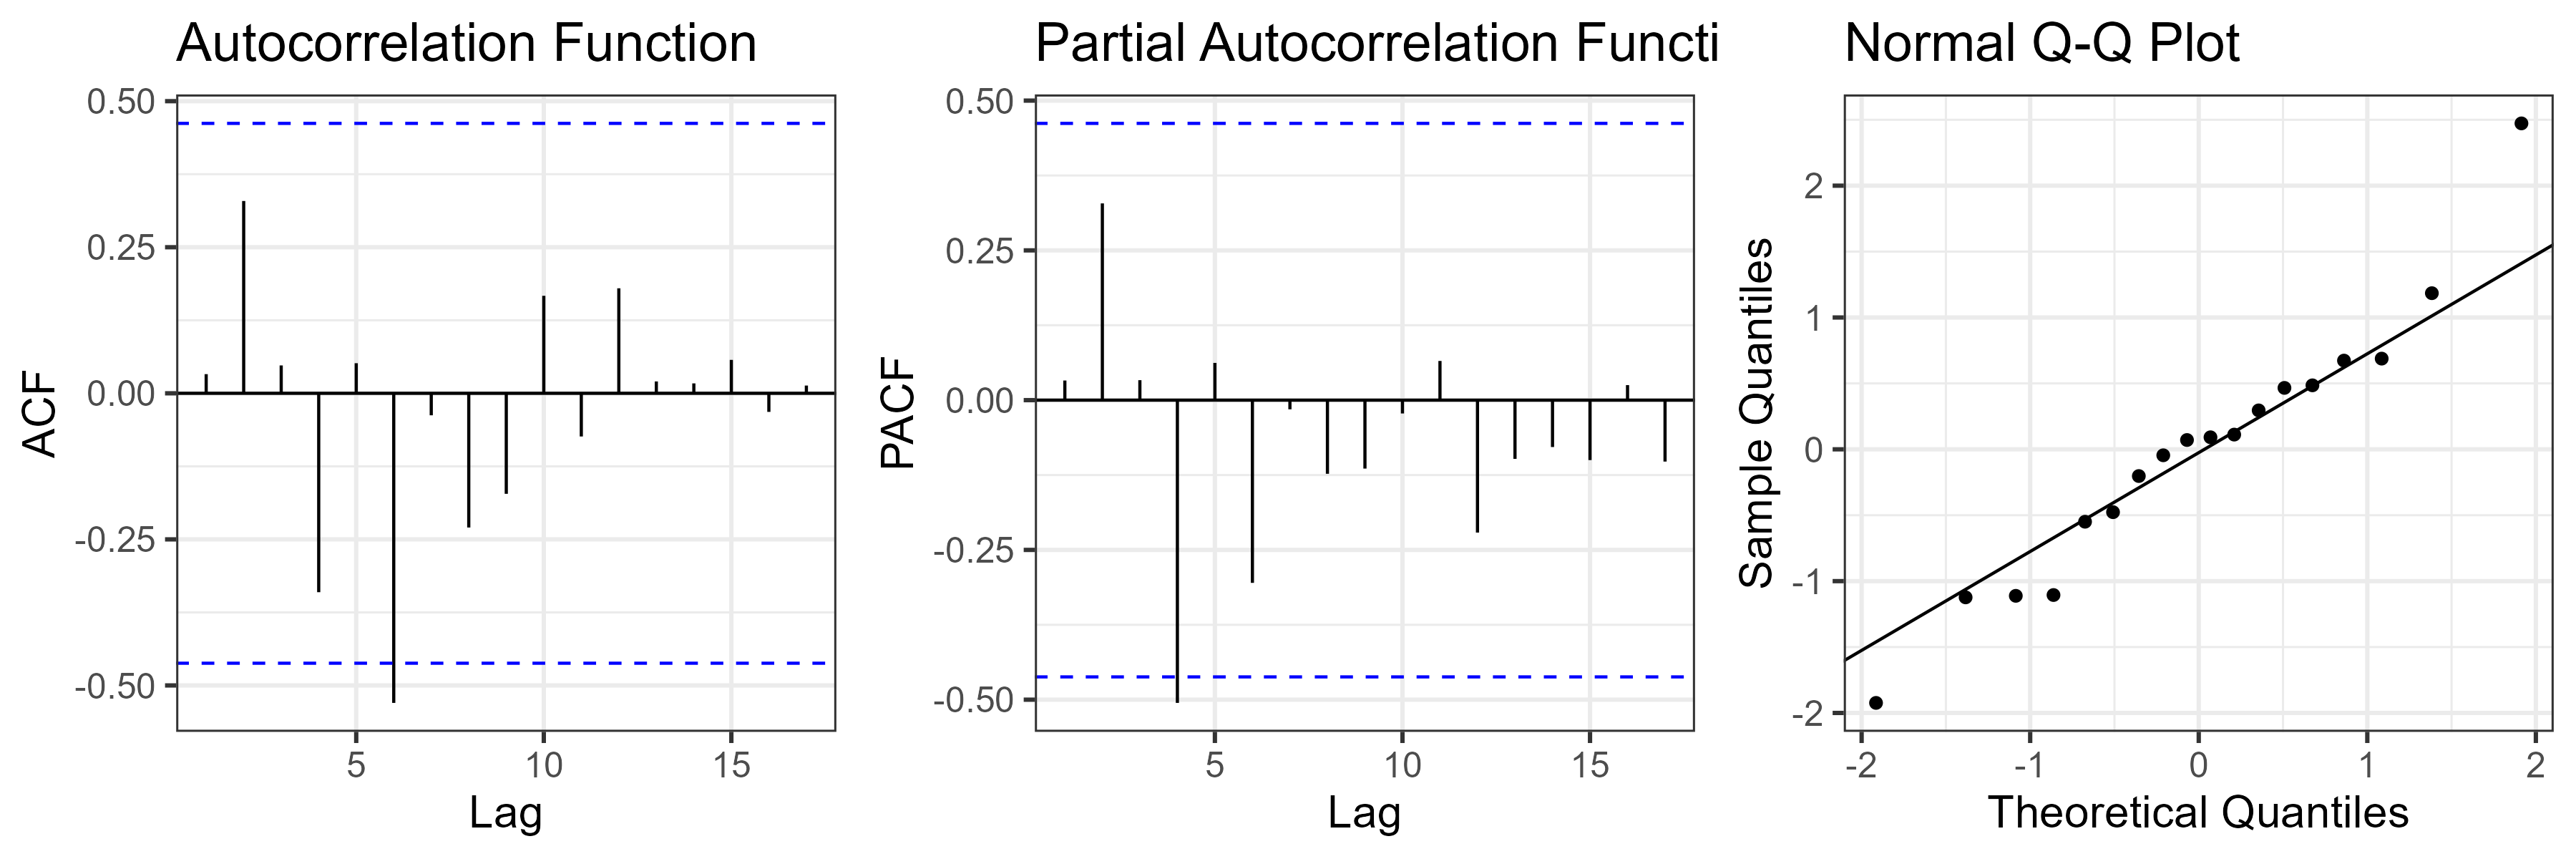 Autocorrelation Function
0.50
0.25
0.00
-0.25
-0.50
ACF
5 10 15
Lag
Partial Autocorrelation Functi
0.50
0.25
0.00
-0.25
-0.50
PACF
5 10 15
Lag
Normal Q-Q Plot
2
1
0
-1
-2
Sample Quantiles
-2 -1 0 1 2
Theoretical Quantiles